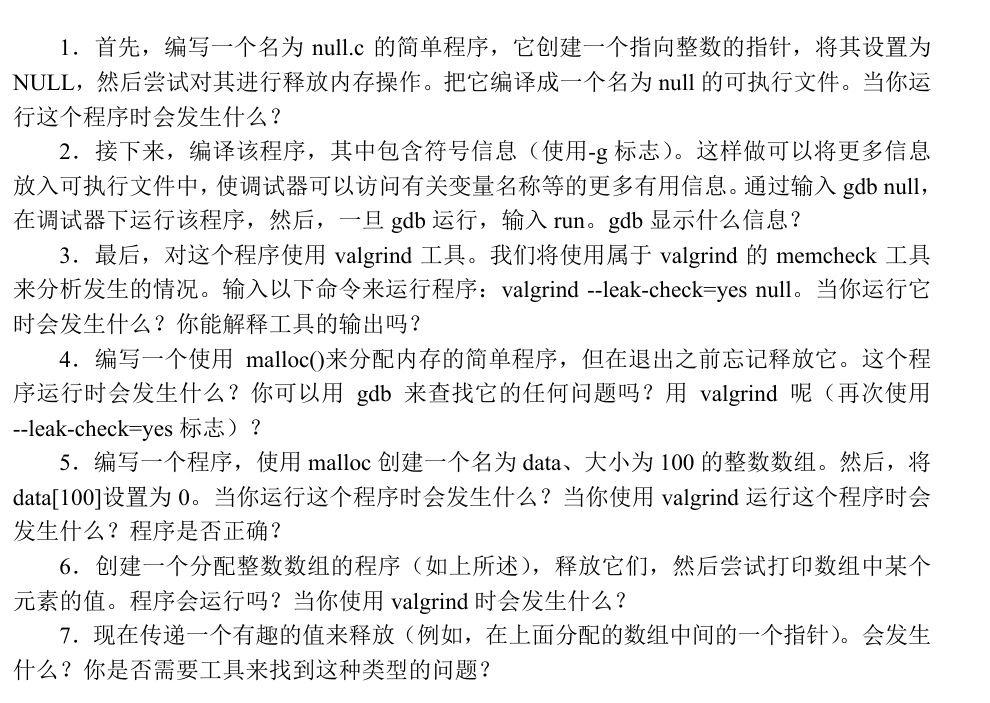 1．首先，编写一个名为 null.c 的简单程序，它创建一个指向整数的指针，将其设置为
NULL，然后尝试对其进行释放内存操作。把它编译成一个名为 null 的可执行文件。当你运
行这个程序时会发生什么？
2．接下来，编译该程序，其中包含符号信息（使用-g 标志）。这样做可以将更多信息
放入可执行文件中，使调试器可以访问有关变量名称等的更多有用信息。通过输入 gdb null，
在调试器下运行该程序，然后，一旦 gdb 运行，输入 run。gdb 显示什么信息？
3．最后，对这个程序使用 valgrind 工具。我们将使用属于 valgrind 的 memcheck 工具
来分析发生的情况。输入以下命令来运行程序：valgrind --leak-check=yes null。当你运行它
时会发生什么？你能解释工具的输出吗？
4．编写一个使用 malloc()来分配内存的简单程序，但在退出之前忘记释放它。这个程
序运行时会发生什么？你可以用 gdb 来查找它的任何问题吗？用 valgrind 呢（再次使用
--leak-check=yes 标志）？
5．编写一个程序，使用 malloc 创建一个名为 data、大小为 100 的整数数组。然后，将
data[100]设置为 0。当你运行这个程序时会发生什么？当你使用 valgrind 运行这个程序时会
发生什么？程序是否正确？
6．创建一个分配整数数组的程序（如上所述），释放它们，然后尝试打印数组中某个
元素的值。程序会运行吗？当你使用 valgrind 时会发生什么？
7．现在传递一个有趣的值来释放（例如，在上面分配的数组中间的一个指针）。会发生
什么？你是否需要工具来找到这种类型的问题？